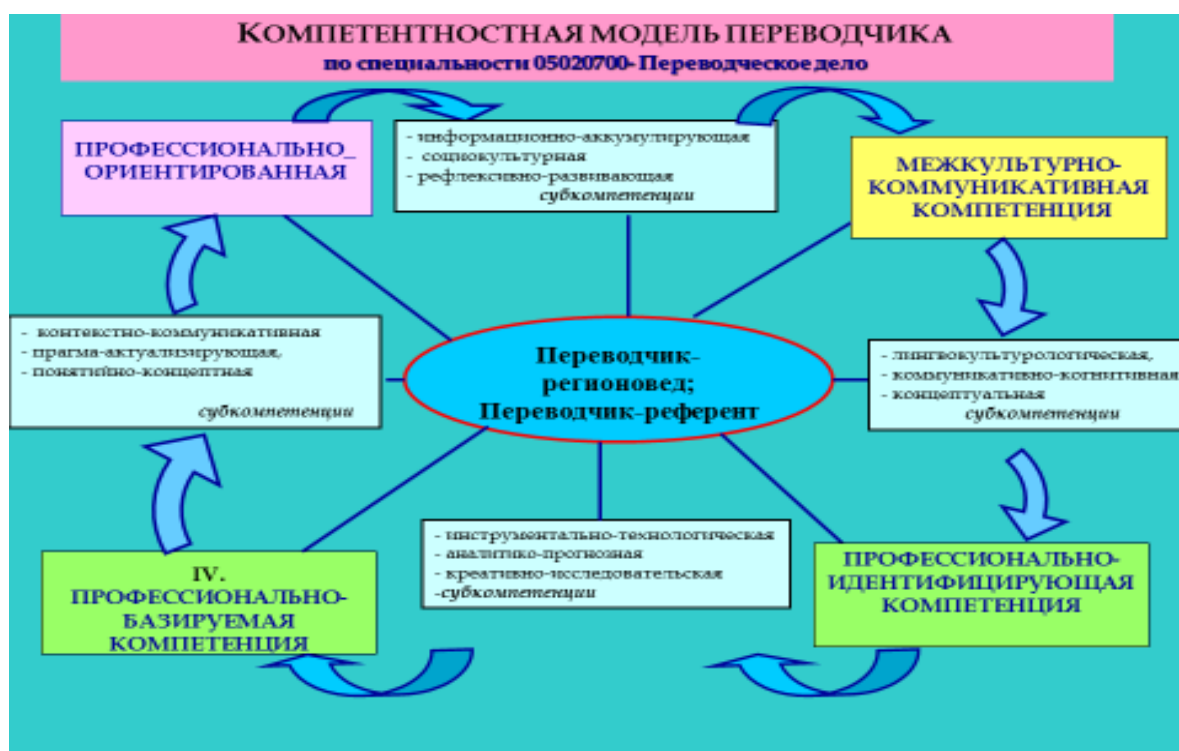 КОМПЕТЕНТНОСТНАЯ МОДЕЛЬ ПЕРЕВОДЧИКА
по специальности 05020700- Переводческое дело
ПРОФЕССИОНАЛЬНО_
ОРИЕНТИРОВАННАЯ
- информационно-аккумулирующая
- социокультурная
- рефлексивно-развивающая
субкомпетенции
МЕЖКУЛЬТУРНО-
КОММУНИКАТИВНАЯ
КОМПЕТЕНЦИЯ
- контекстно-коммуникативная
- прагма-актуализирующая,
- понятийно-концептная
субкомпетенции
Переводчик-
регионовед;
Переводчик-референт
- лингвокультурологическая,
- коммуникативно-когнитивная
- концептуальная
субкомпетенции
IV.
ПРОФЕССИОНАЛЬНО-
БАЗИРУЕМАЯ
КОМПЕТЕНЦИЯ
- инструментально-технологическая
- аналитико-прогнозная
- креативно-исследовательская
-субкомпетенции
ПРОФЕССИОНАЛЬНО-
ИДЕНТИФИЦИРУЮЩАЯ
КОМПЕТЕНЦИЯ